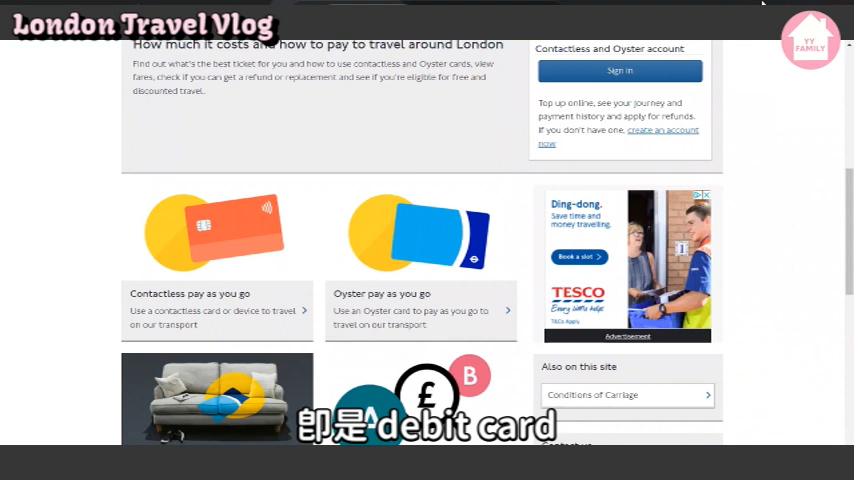 London Travel Vlog
YY
FAMILY
How much it costs and how to pay to travel around London
Find out what's the best ticket for you and how to use contactless and Oyster cards, view
fares, check if you can get a refund or replacement and see if you're eligible for free and
discounted travel.
Contactless and Oyster account
Sign in
Top up online, see your journey and
payment history and apply for refunds.
If you don't have one, create an account
now
Contactless pay as you go
Use a contactless card or device to travel
on our transport
Oyster pay as you go
Use an Oyster card to pay as you go to
travel on our transport
Ding-dong.
Save time and
money travelling.
Book a slot
TESCO
Every little helps
T&Cs Apply
Advertisement
Also on this site
Conditions of Carriage
£
B
即是 debit card